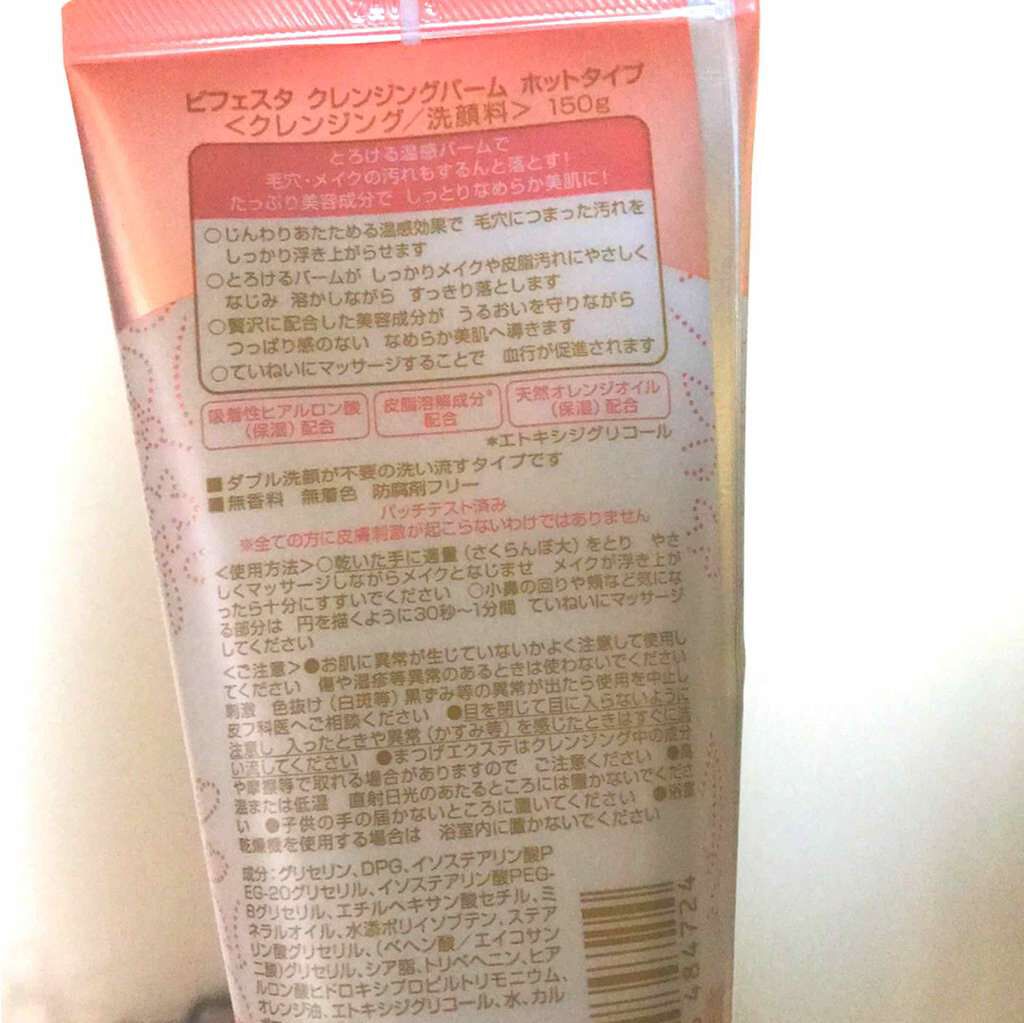 ビフェスタ クレンジングバーム ホットタイプ
＜クレンジング／洗顔料＞ 150g
とろける温感バームで
毛穴・メイクの汚れもするんと落とす!
たっぷり美容成分で しっとりなめらか美肌に!
○じんわりあたためる温感効果で 毛穴につまった汚れを
しっかり浮き上がらせます
○とろけるバームが しっかりメイクや皮脂汚れにやさしく
なじみ 溶かしながら すっきり落とします
○贅沢に配合した美容成分が うるおいを守りながら
つっぱり感のない なめらか美肌へ導きます
○ていねいにマッサージすることで 血行が促進されます
吸着性ヒアルロン酸
（保湿）配合
皮脂溶解成分*
配合
天然オレンジオイル
（保湿）配合
*エトキシジグリコール
■ダブル洗顔が不要の洗い流すタイプです
■無香料 無着色 防腐剤フリー
パッチテスト済み
※全ての方に皮膚刺激が起こらないわけではありません
＜使用方法＞○乾いた手に適量（さくらんぼ大）をとり やさ
しくマッサージしながらメイクとなじませ メイクが浮き上が
ったら十分にすすいでください ○小鼻の回りや頬など気にな
る部分は 円を描くように30秒〜1分間 ていねいにマッサージ
してください
＜ご注意＞●お肌に異常が生じていないかよく注意して使用し
てください 傷や湿疹等異常のあるときは使わないでください
刺激 色抜け（白斑等）黒ずみ等の異常が出たら使用を中止し
皮フ科医へご相談ください ●目を閉じて目に入らないように
注意し 入ったときや異常（かすみ等）を感じたときはすぐに洗
い流してください ●まつげエクステはクレンジング中の成分
や摩擦等で取れる場合がありますので ご注意ください ●高
温または低温 直射日光のあたるところには置かないでくださ
い ●子供の手の届かないところに置いてください ●浴室
乾燥機を使用する場合は 浴室内に置かないでください
成分：グリセリン、DPG、イソステアリン酸P
EG-20グリセリル、イソステアリン酸PEG-
8グリセリル、エチルヘキサン酸セチル、ミ
ネラルオイル、水添ポリイソブテン、ステア
リン酸グリセリル、（ベヘン酸／エイコサン
二酸）グリセリル、シア脂、トリベヘニン、ヒア
ルロン酸ヒドロキシプロピルトリモニウム、
オレンジ油、エトキシジグリコール、水、カル
484724